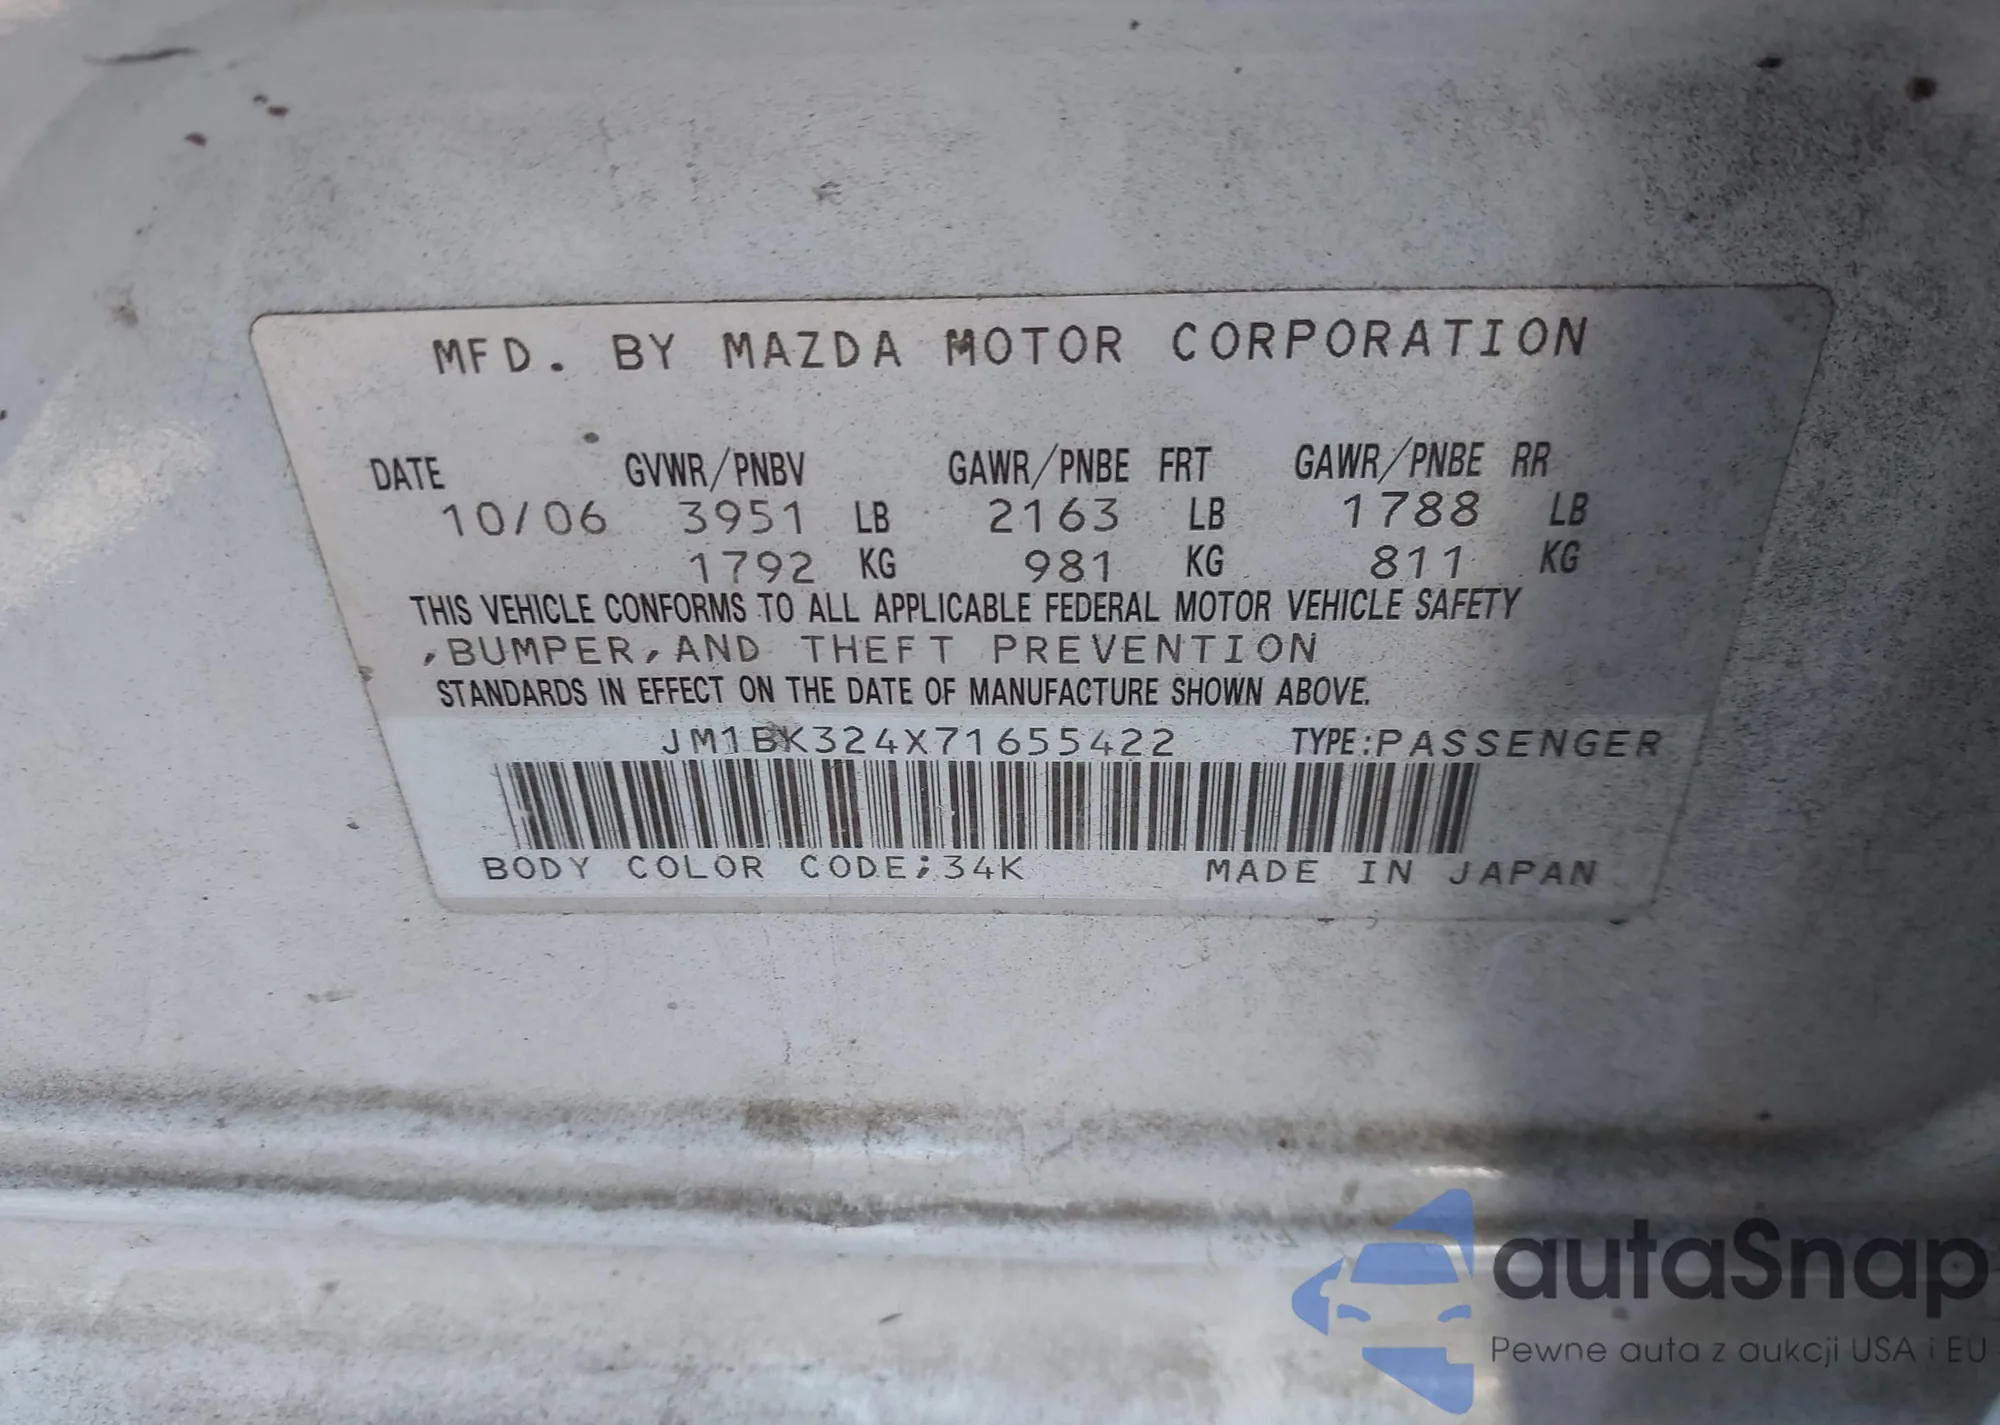 MFD. BY MAZDA MOTOR CORPORATION
DATE GVWR/PNBV GAWR/PNBE FRT GAWR/PNBE RR
10/06 3951 LB 2163 LB 1788 LB
1792 KG 981 KG 811 KG
THIS VEHICLE CONFORMS TO ALL APPLICABLE FEDERAL MOTOR VEHICLE SAFETY
,BUMPER,AND THEFT PREVENTION
STANDARDS IN EFFECT ON THE DATE OF MANUFACTURE SHOWN ABOVE.
JM1BK324X71655422 TYPE:PASSENGER
BODY COLOR CODE;34K MADE IN JAPAN
autaSnap
Pewne auta z aukcji USA i EU